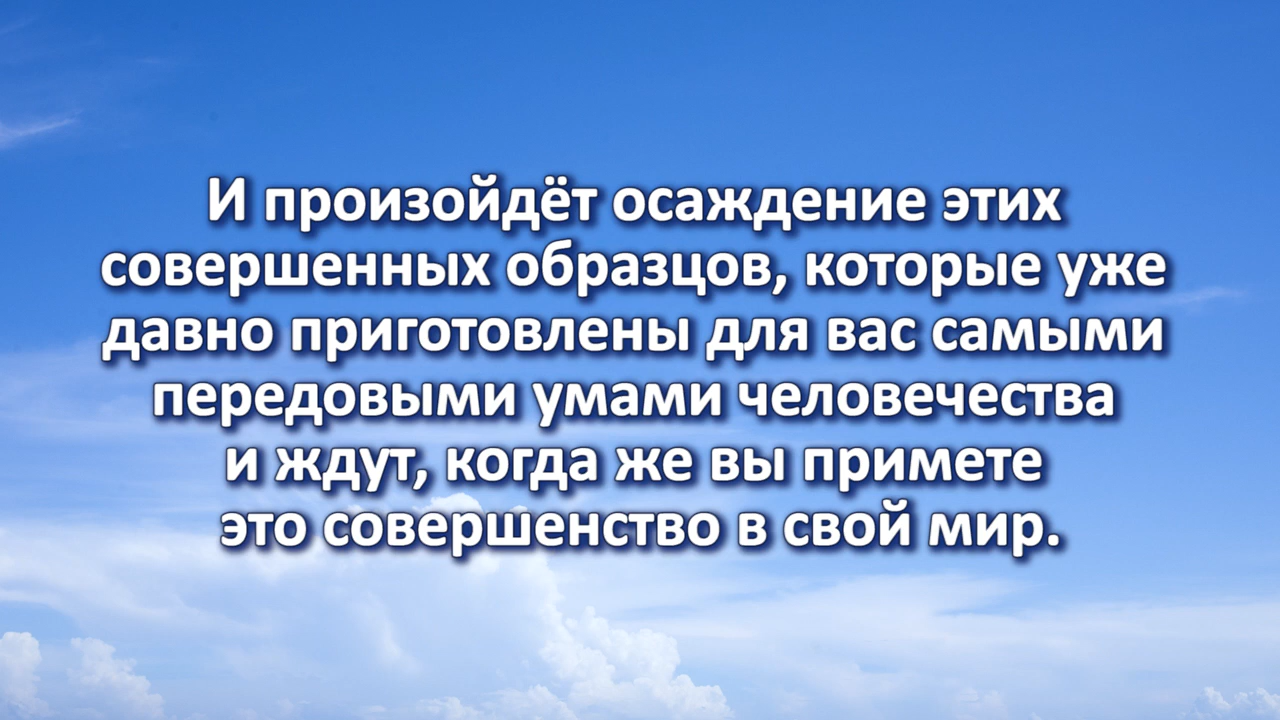 И произойдёт осаждение этих
совершенных образцов, которые уже
давно приготовлены для вас самыми
передовыми умами человечества
и ждут, когда же вы примете
это совершенство в свой мир.